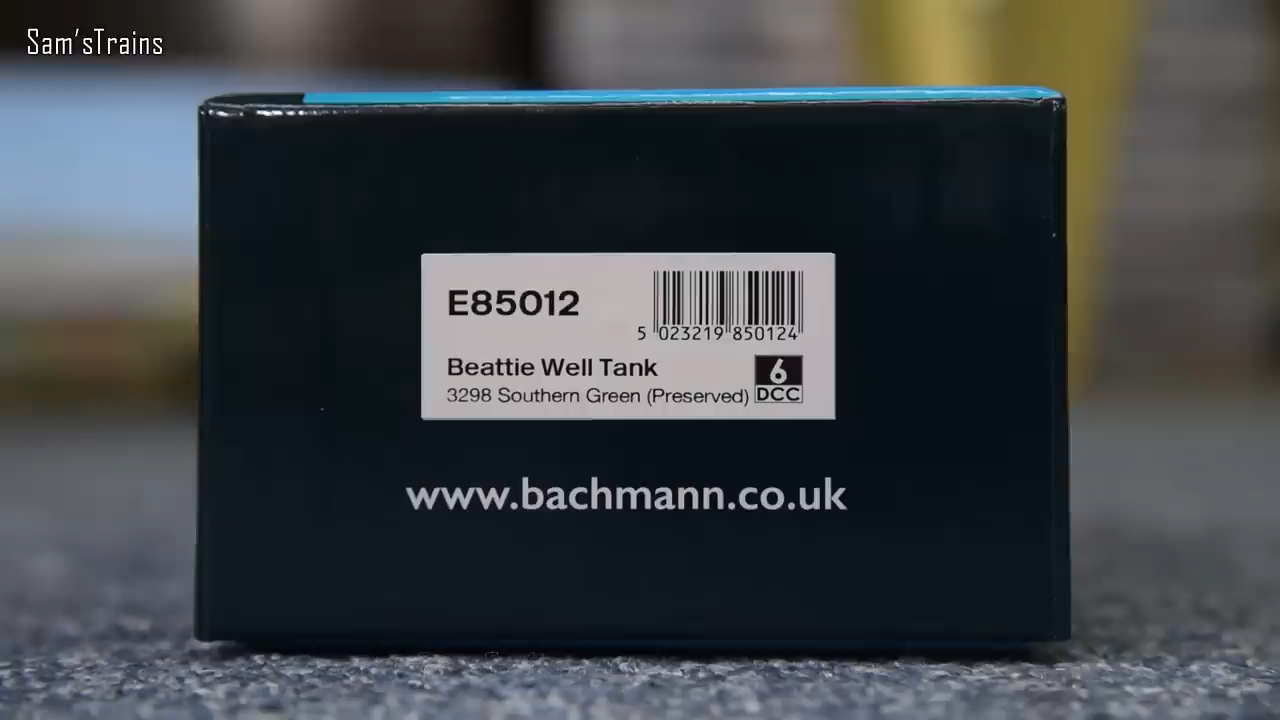 Sam'sTrains
E85012
5 023219 850124
Beattie Well Tank
3298 Southern Green (Preserved)
6
DCC
www.bachmann.co.uk